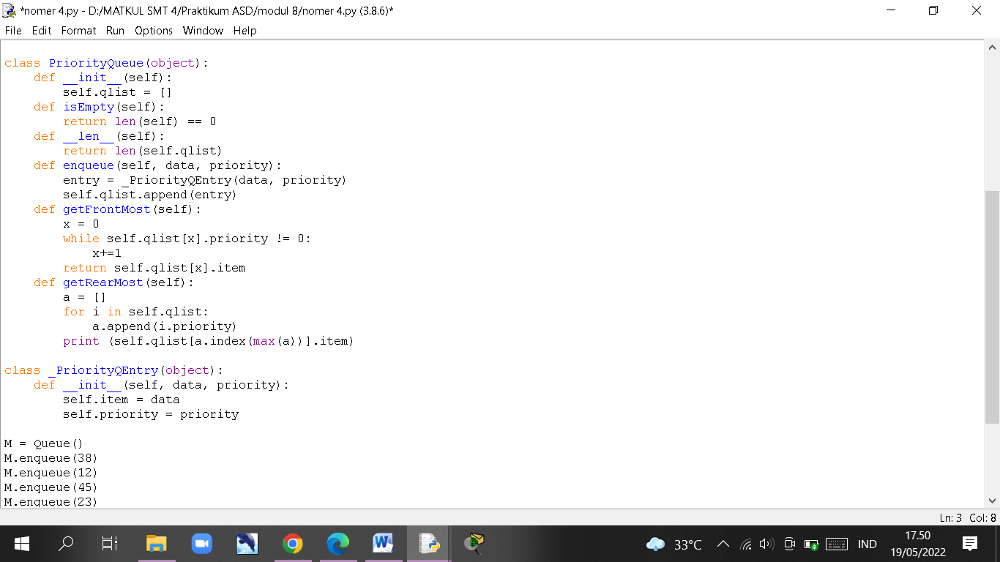 *nomer 4.py - D:/MATKUL SMT 4/Praktikum ASD/modul 8/nomer 4.py (3.8.6)*
File Edit Format Run Options Window Help
class PriorityQueue(object):
    def __init__(self):
        self.qlist = []
    def isEmpty(self):
        return len(self) == 0
    def __len__(self):
        return len(self.qlist)
    def enqueue(self, data, priority):
        entry = _PriorityQEntry(data, priority)
        self.qlist.append(entry)
    def getFrontMost(self):
        x = 0
        while self.qlist[x].priority != 0:
            x+=1
        return self.qlist[x].item
    def getRearMost(self):
        a = []
        for i in self.qlist:
            a.append(i.priority)
        print (self.qlist[a.index(max(a))].item)
class _PriorityQEntry(object):
    def __init__(self, data, priority):
        self.item = data
        self.priority = priority
M = Queue()
M.enqueue(38)
M.enqueue(12)
M.enqueue(45)
M.enqueue(23)
Ln: 3 Col: 8
33°C IND 17.50
19/05/2022